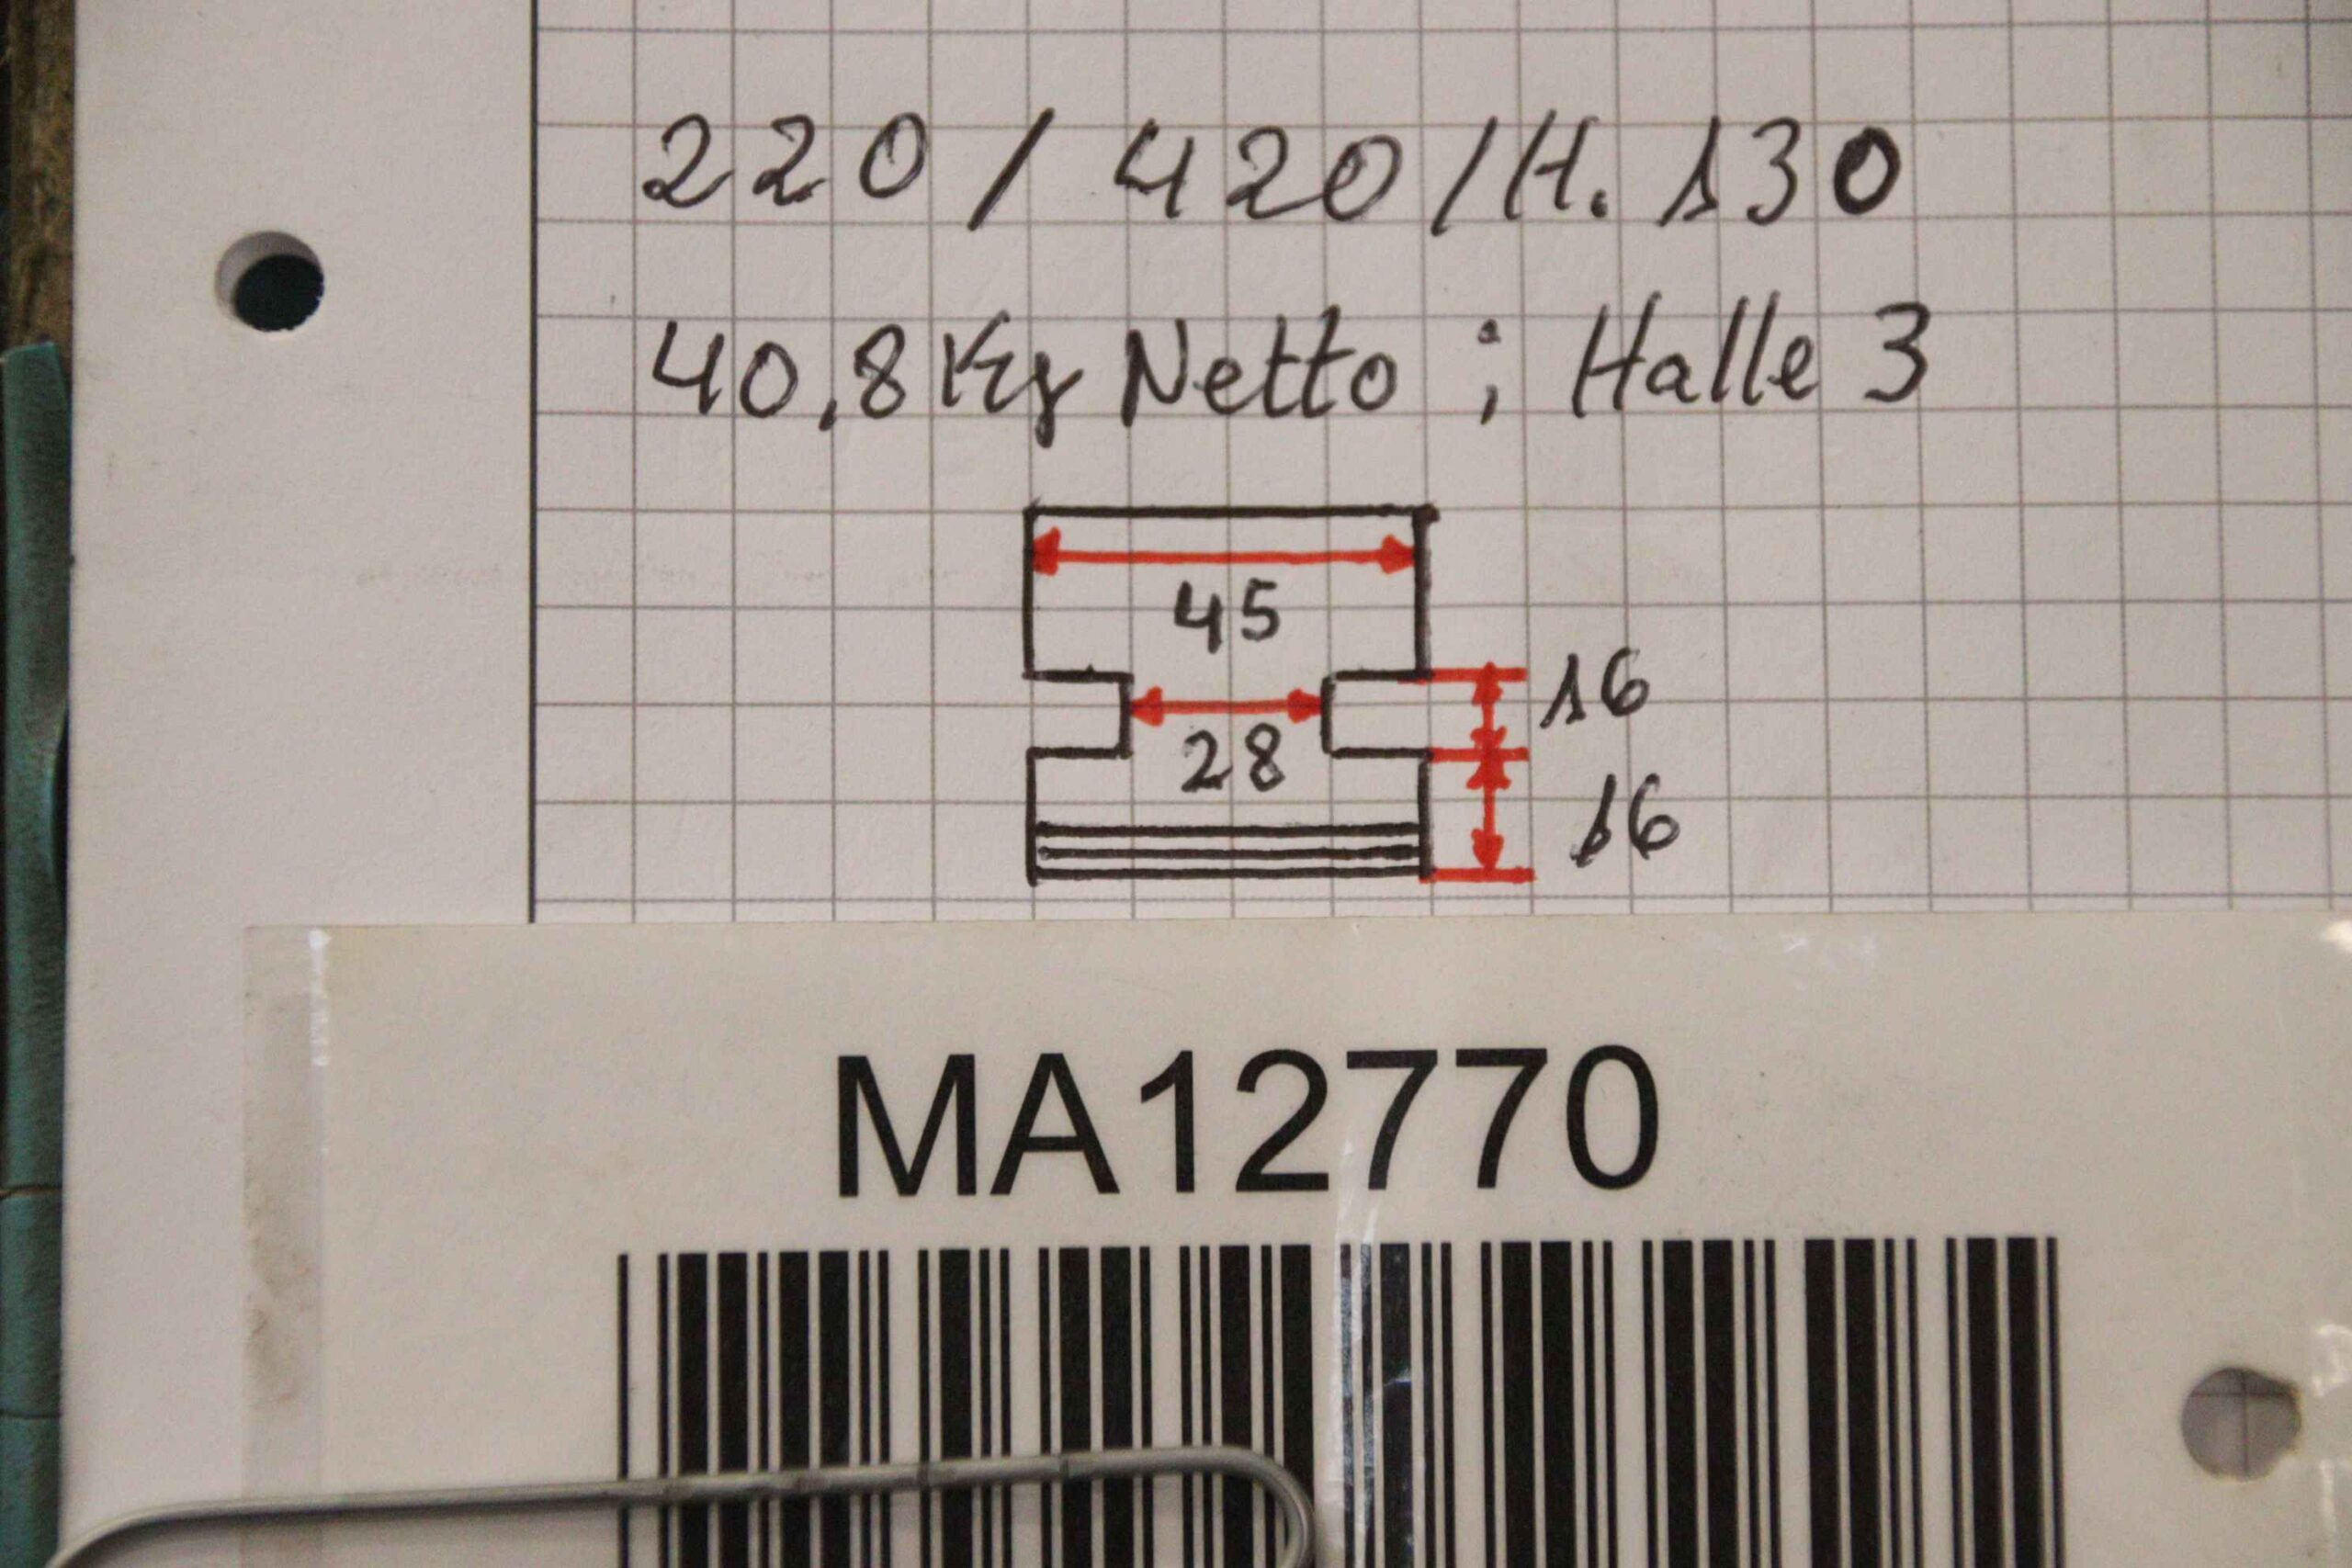 220 / 420 / H. 130
40,8 Kg Netto ; Halle 3
45
16
28
16
MA12770